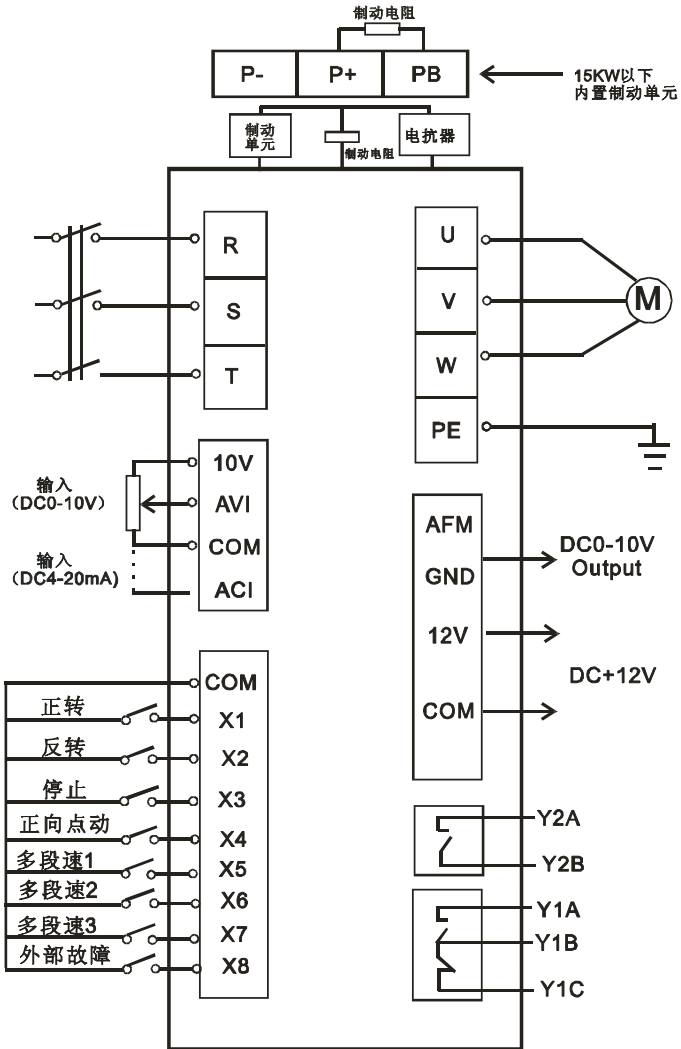 制动电阻
P-
P+
PB
15KW以下
内置制动单元
制动
单元
制动电阻
电抗器
R
S
T
U
V
W
PE
M
10V
AVI
COM
ACI
输入
(DC0-10V)
输入
(DC4-20mA)
AFM
GND
12V
COM
DC0-10V
Output
DC+12V
COM
正转
X1
反转
X2
停止
X3
正向点动
X4
多段速1
X5
多段速2
X6
多段速3
X7
外部故障
X8
Y2A
Y2B
Y1A
Y1B
Y1C